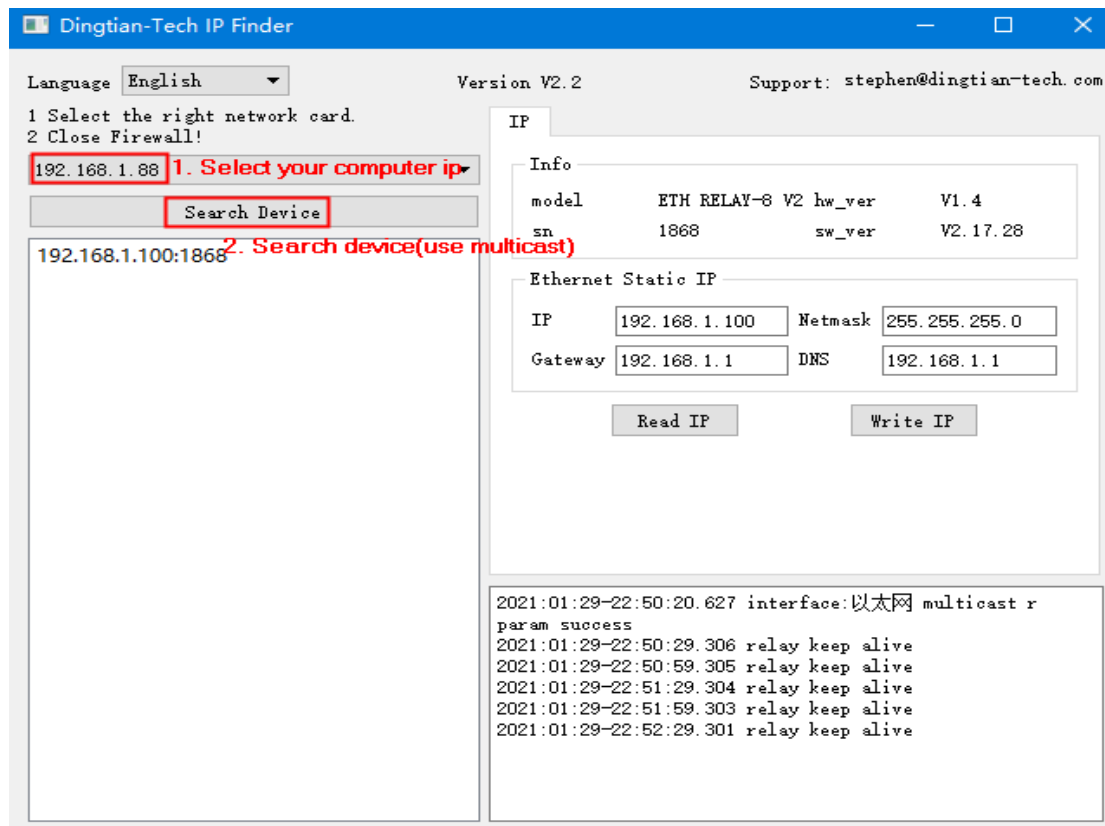 Dingtian-Tech IP Finder
Language English Version V2.2 Support: stephen@dingtian-tech.com
1 Select the right network card.
2 Close Firewall!
192.168.1.88 1. Select your computer ip
Search Device
2. Search device(use multicast)
192.168.1.100:1868
IP
Info
model ETH RELAY-8 V2 hw_ver V1.4
sn 1868 sw_ver V2.17.28
Ethernet Static IP
IP 192.168.1.100 Netmask 255.255.255.0
Gateway 192.168.1.1 DNS 192.168.1.1
Read IP Write IP
2021:01:29-22:50:20.627 interface:以太网 multicast r
param success
2021:01:29-22:50:29.306 relay keep alive
2021:01:29-22:50:59.305 relay keep alive
2021:01:29-22:51:29.304 relay keep alive
2021:01:29-22:51:59.303 relay keep alive
2021:01:29-22:52:29.301 relay keep alive